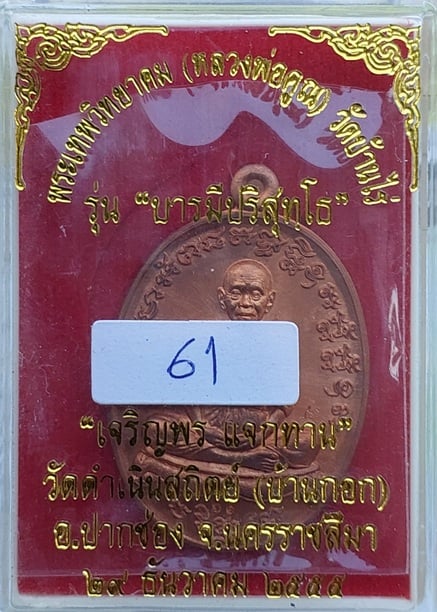 พระเทพวิทยาคม (หลวงพ่อคูณ) วัดบ้านไร่
รุ่น "บารมีปริสุทฺโธ"
61
"เจริญพร แจกทาน"
วัดดำเนินสถิตย์ (บ้านกอก)
อ.ปากช่อง จ.นครราชสีมา
๒๙ ธันวาคม ๒๕๕๕